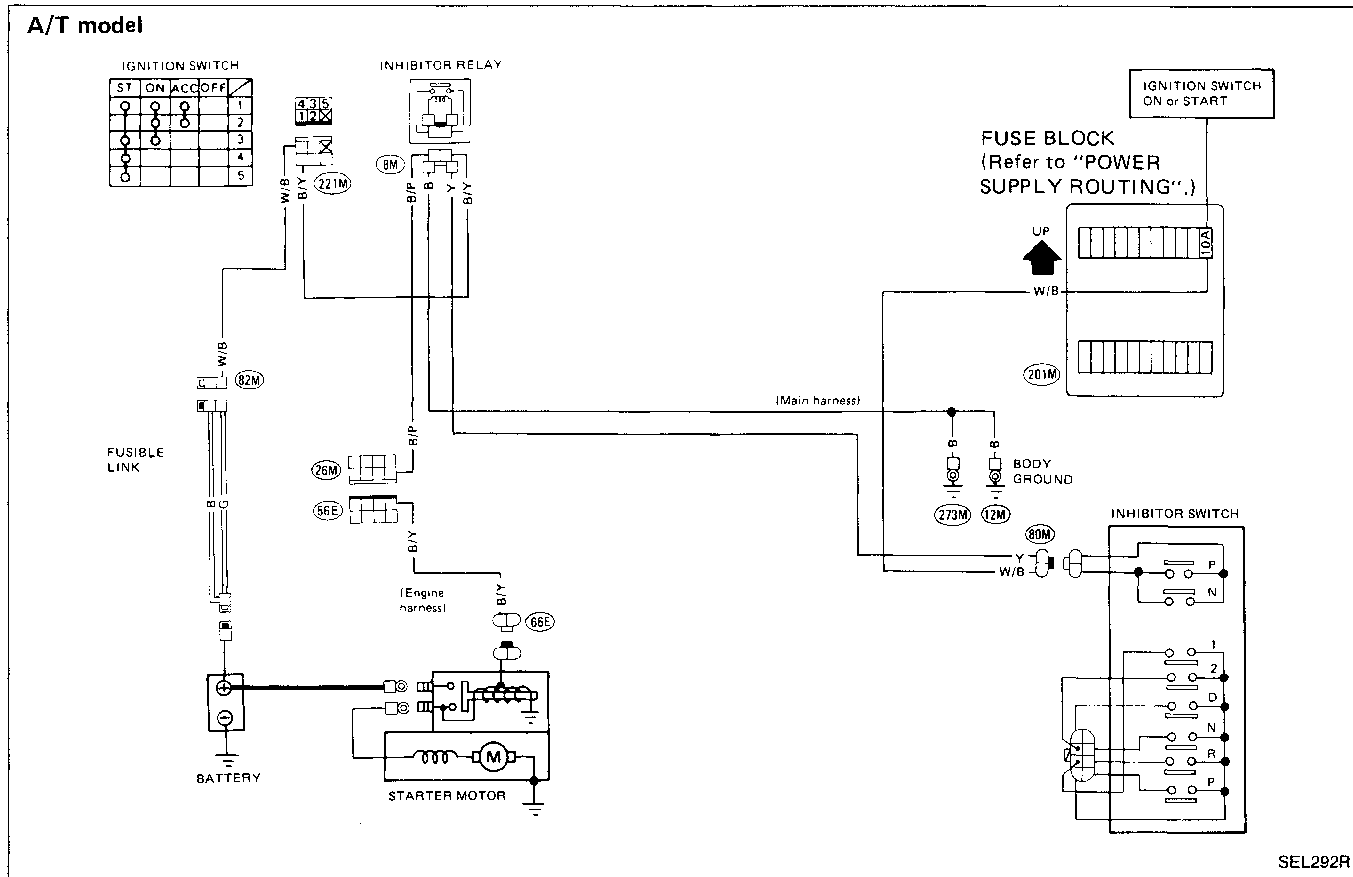 A/T model
IGNITION SWITCH
ST ON ACC OFF
1
2
3
4
5
4 3 5
1 2
221M
W/B
B/Y
INHIBITOR RELAY
8M
B/P
B
Y
B/Y
IGNITION SWITCH
ON or START
FUSE BLOCK
(Refer to "POWER
SUPPLY ROUTING".)
UP
10A
W/B
201M
W/B
82M
FUSIBLE
LINK
B
G
(Main harness)
B/P
26M
56E
B/Y
(Engine
harness)
B/Y
66E
B
B
BODY
GROUND
273M
12M
80M
Y
W/B
INHIBITOR SWITCH
P
N
1
2
D
N
R
P
BATTERY
M
STARTER MOTOR
SEL292R